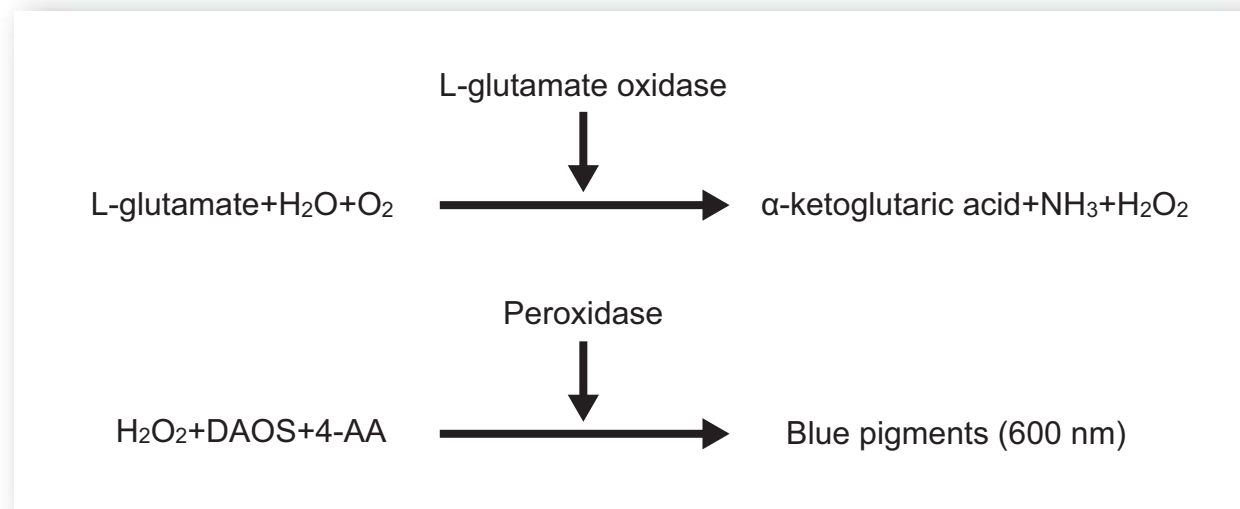 L-glutamate oxidase
L-glutamate+H₂O+O₂ α-ketoglutaric acid+NH₃+H₂O₂
Peroxidase
H₂O₂+DAOS+4-AA Blue pigments (600 nm)